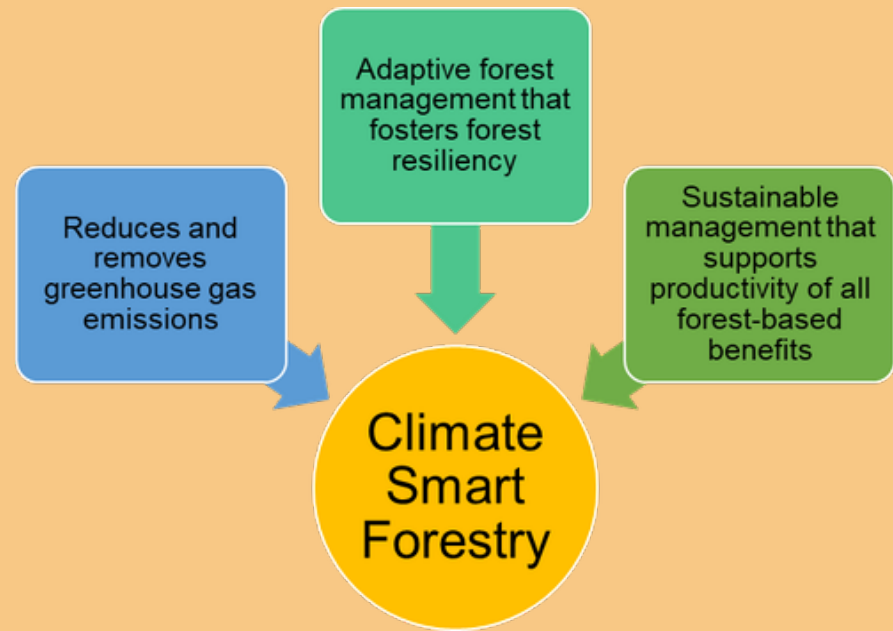 Adaptive forest
management that
fosters forest
resiliency
Reduces and
removes
greenhouse gas
emissions
Sustainable
management that
supports
productivity of all
forest-based
benefits
Climate
Smart
Forestry